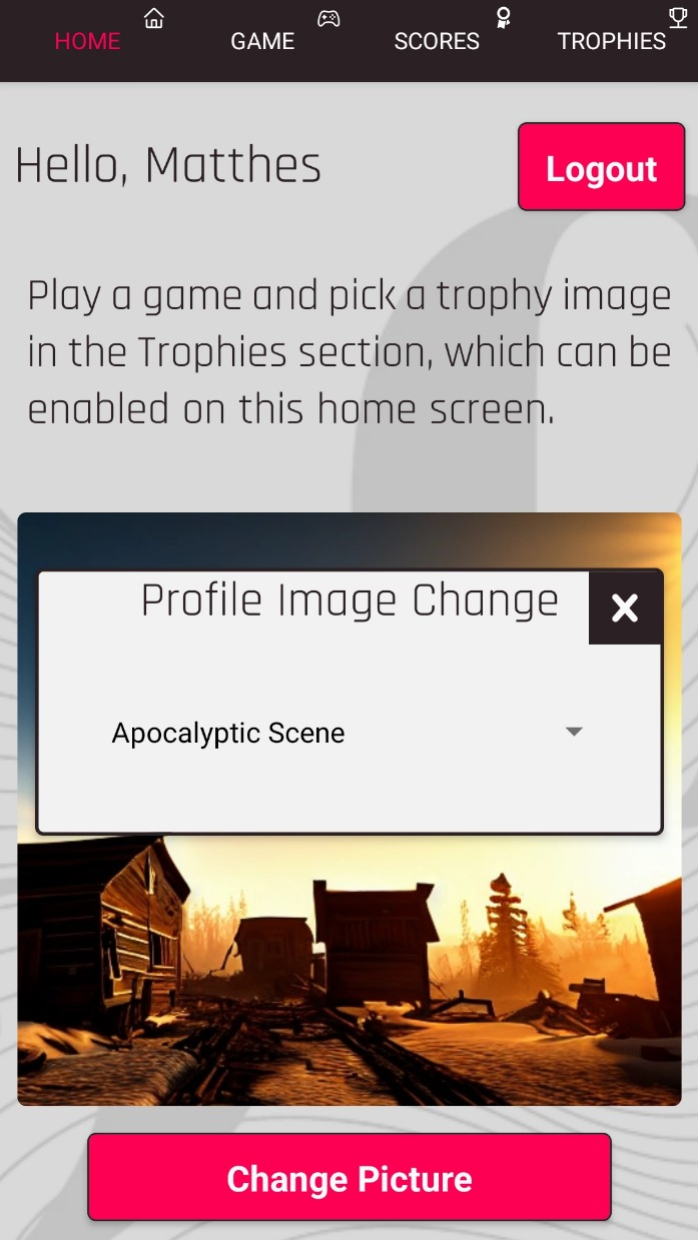 HOME
GAME
SCORES
TROPHIES
Hello, Matthes
Logout
Play a game and pick a trophy image
in the Trophies section, which can be
enabled on this home screen.
Profile Image Change
Apocalyptic Scene
Change Picture